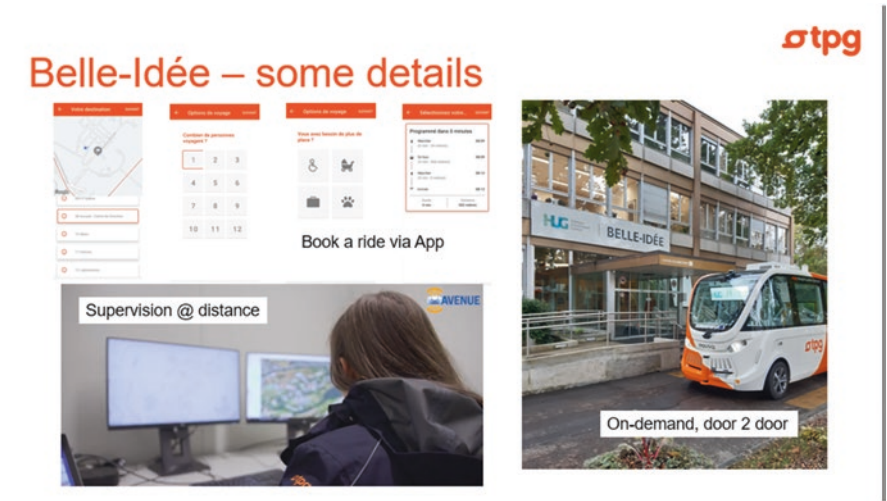 tpg
Belle-Idée – some details
Votre destination
Options du voyage
Options du voyage
Sélectionnez votre...
Combien de personnes
voyagent ?
1 2 3
4 5 6
7 8 9
10 11 12
Vous avez besoin de plus de
place ?
Programmé dans 0 minutes
Book a ride via App
Supervision @ distance
AVENUE
HUG
BELLE-IDÉE
tpg
On-demand, door 2 door